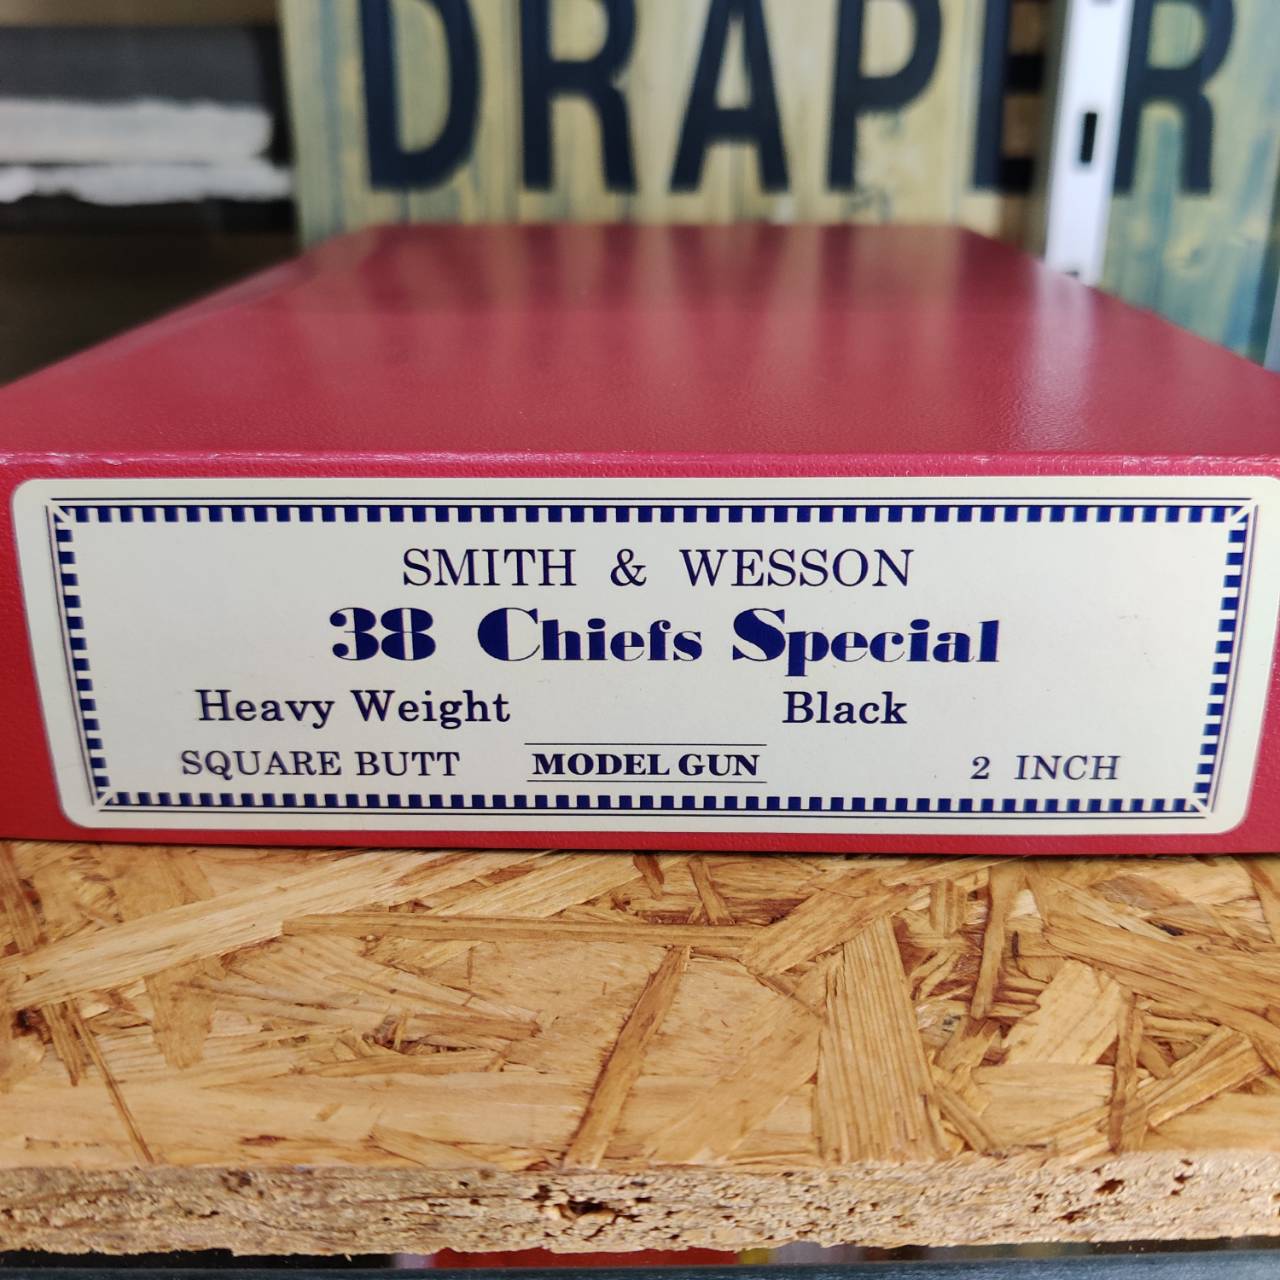 DRAPER
SMITH & WESSON
38 Chiefs Special
Heavy Weight Black
SQUARE BUTT MODEL GUN 2 INCH